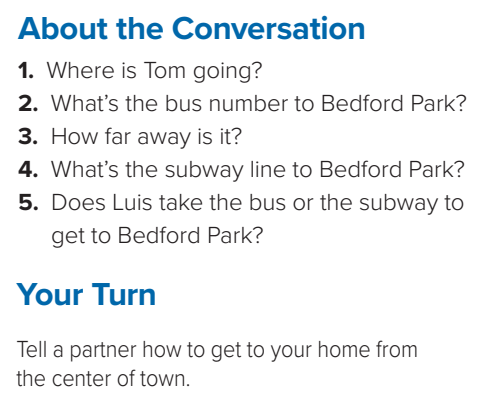 About the Conversation
1. Where is Tom going?
2. What’s the bus number to Bedford Park?
3. How far away is it?
4. What’s the subway line to Bedford Park?
5. Does Luis take the bus or the subway to
get to Bedford Park?
Your Turn
Tell a partner how to get to your home from
the center of town.